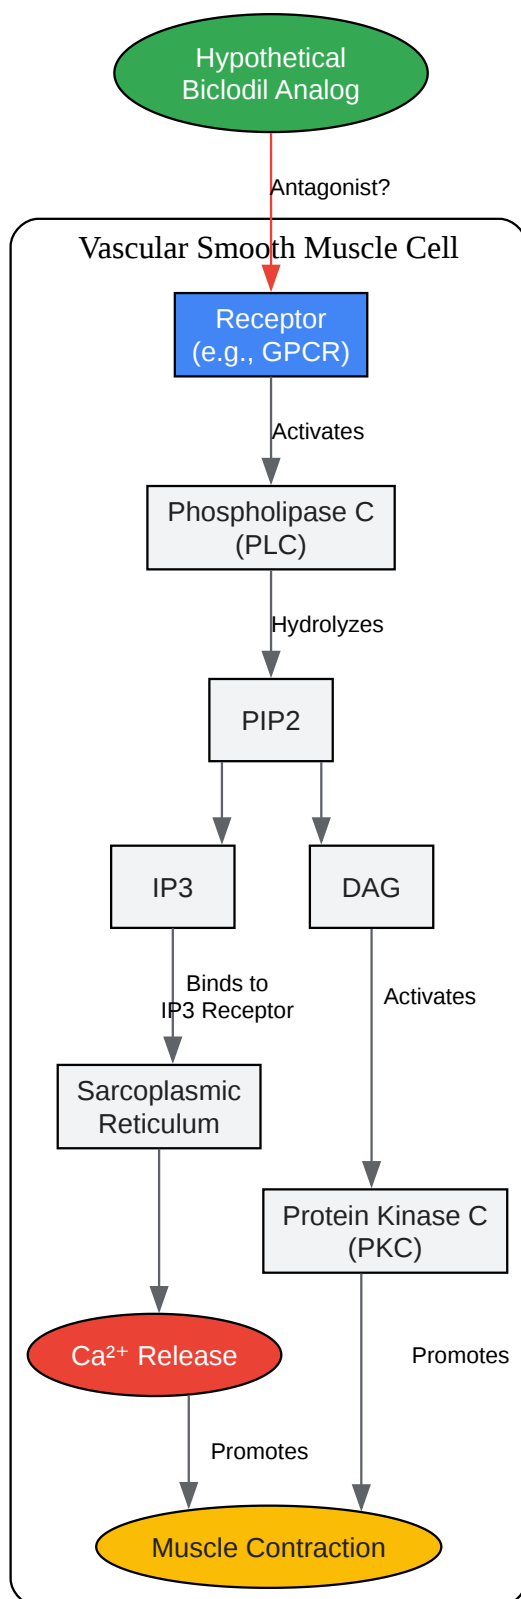 Hypothetical
Biclodil Analog
Antagonist?
Vascular Smooth Muscle Cell
Receptor
(e.g., GPCR)
Activates
Phospholipase C
(PLC)
Hydrolyzes
PIP2
IP3
DAG
Binds to
IP3 Receptor
Activates
Sarcoplasmic
Reticulum
Protein Kinase C
(PKC)
Ca²⁺ Release
Promotes
Promotes
Muscle Contraction